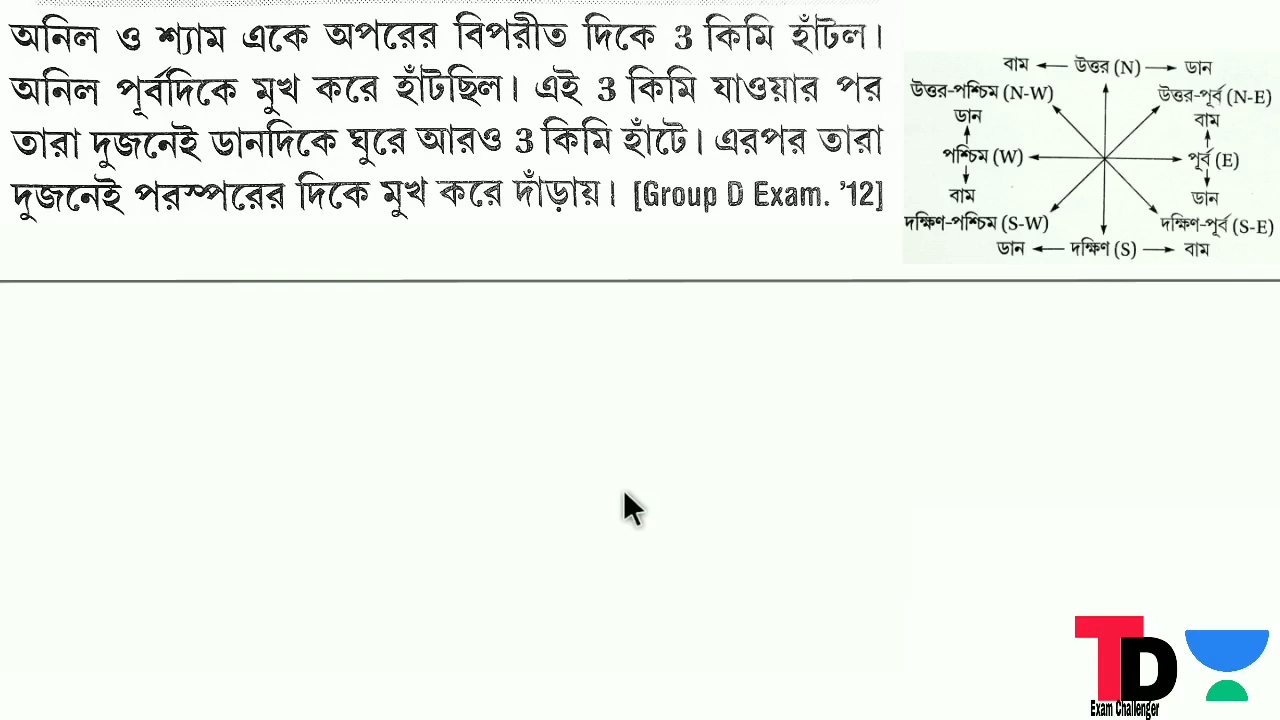 অনিল ও শ্যাম একে অপরের বিপরীত দিকে 3 কিমি হাঁটল।
অনিল পূর্বদিকে মুখ করে হাঁটছিল। এই 3 কিমি যাওয়ার পর
তারা দুজনেই ডানদিকে ঘুরে আরও 3 কিমি হাঁটে। এরপর তারা
দুজনেই পরস্পরের দিকে মুখ করে দাঁড়ায়। [Group D Exam. ’12]
বাম উত্তর (N) ডান
উত্তর-পশ্চিম (N-W) উত্তর-পূর্ব (N-E)
ডান বাম
পশ্চিম (W) পূর্ব (E)
বাম ডান
দক্ষিণ-পশ্চিম (S-W) দক্ষিণ-পূর্ব (S-E)
ডান দক্ষিণ (S) বাম
TD
Exam Challenger